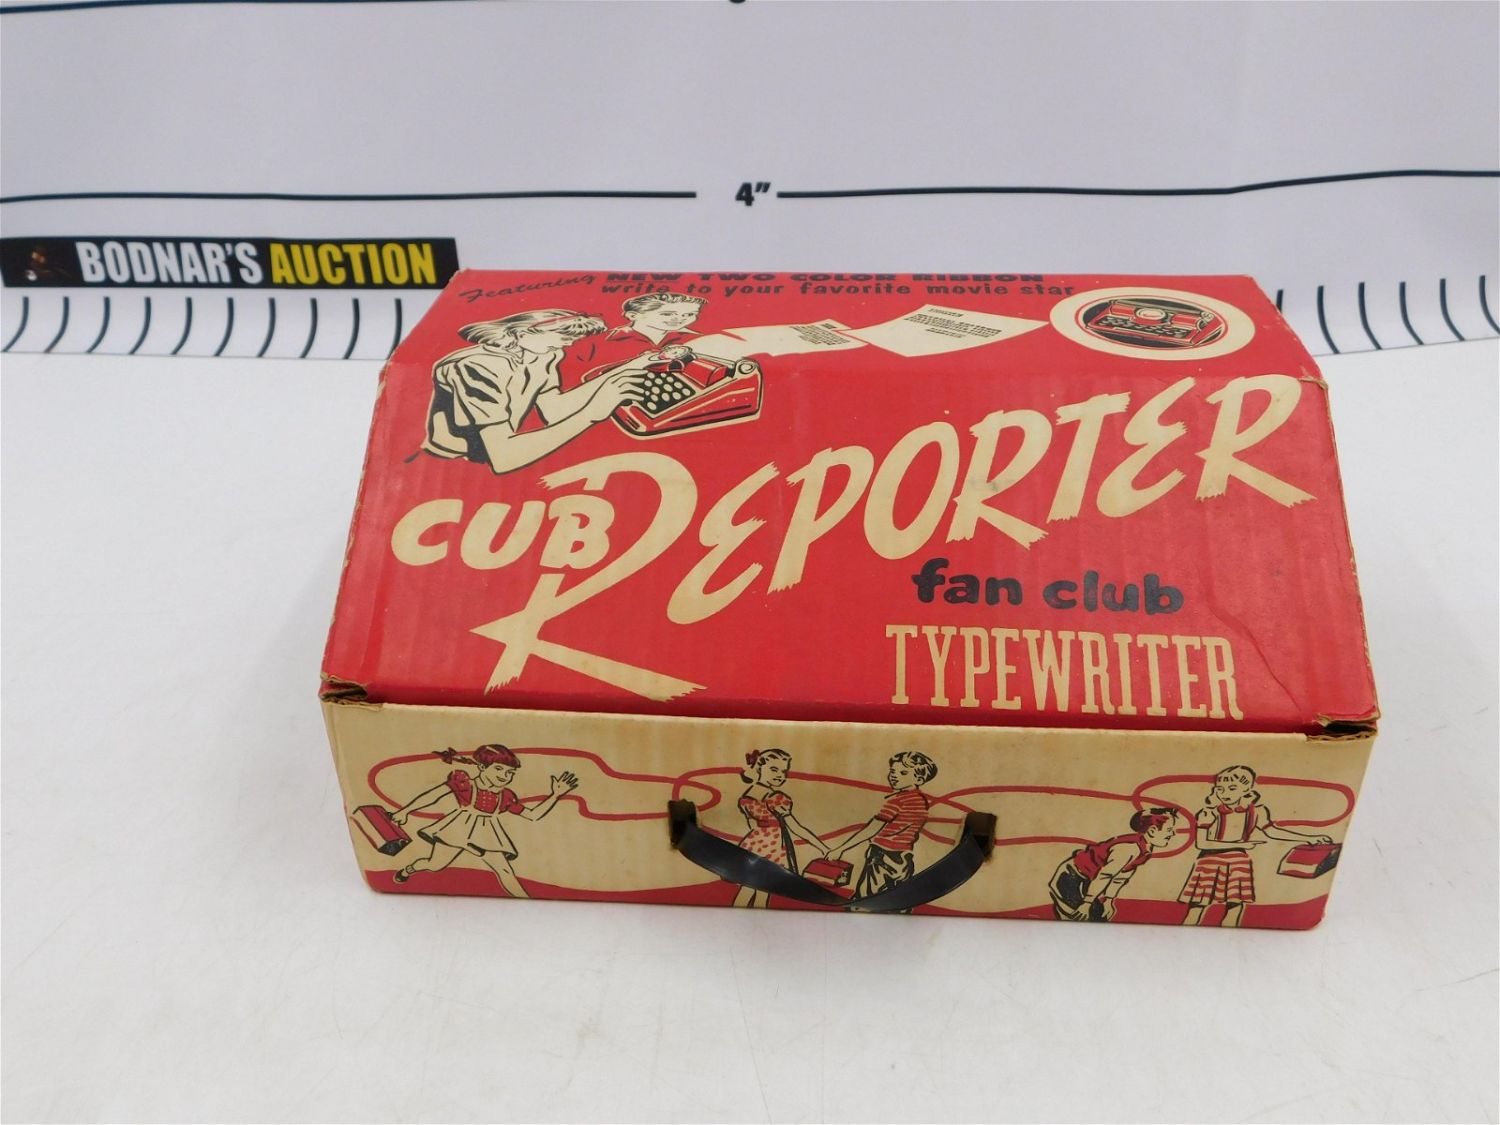 4"
BODNAR'S AUCTION
Featuring NEW TWO COLOR RIBBON
write to your favorite movie star
CUB REPORTER
fan club
TYPEWRITER